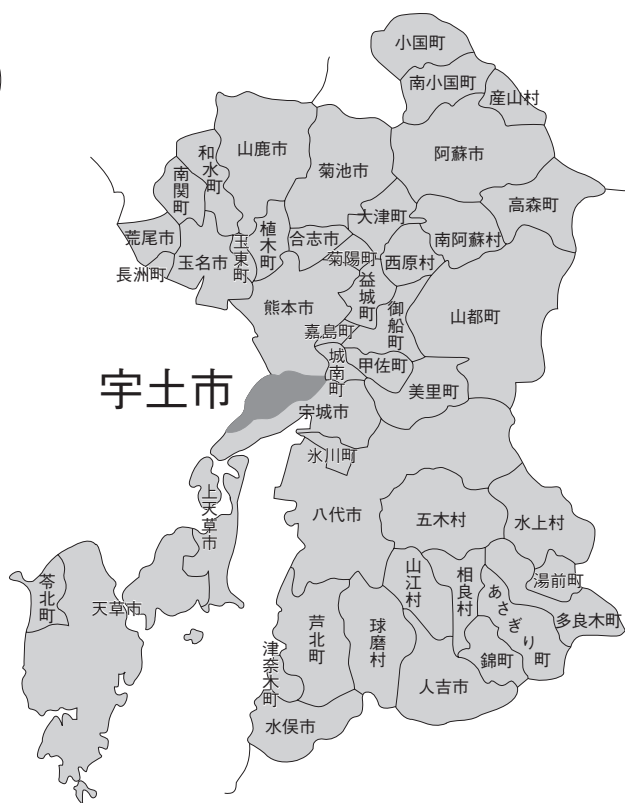 小国町
南小国町
産山村
山鹿市
和水町
菊池市
阿蘇市
南関町
高森町
大津町
植木町
荒尾市
玉東町
合志市
南阿蘇村
菊陽町
西原村
玉名市
長洲町
益城町
熊本市
御船町
山都町
嘉島町
城南町
甲佐町
宇土市
美里町
宇城市
氷川町
上天草市
八代市
五木村
水上村
山江村
相良村
湯前町
苓北町
天草市
あさぎり町
多良木町
芦北町
球磨村
錦町
津奈木町
人吉市
水俣市